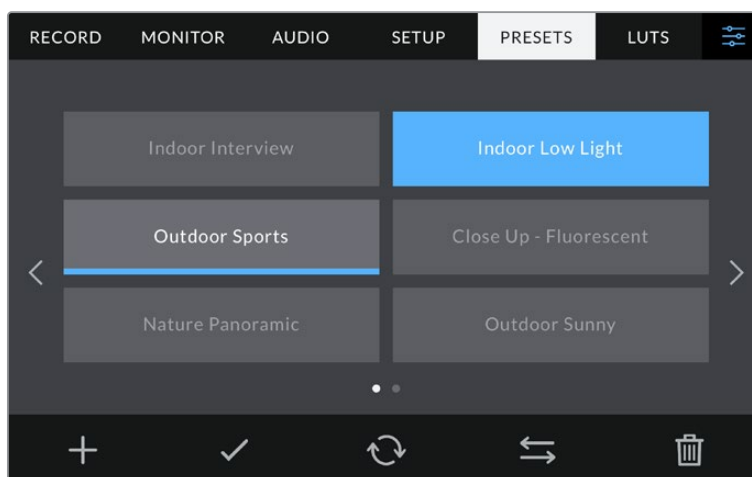 RECORD MONITOR AUDIO SETUP PRESETS LUTS
Indoor Interview Indoor Low Light
Outdoor Sports Close Up - Fluorescent
Nature Panoramic Outdoor Sunny